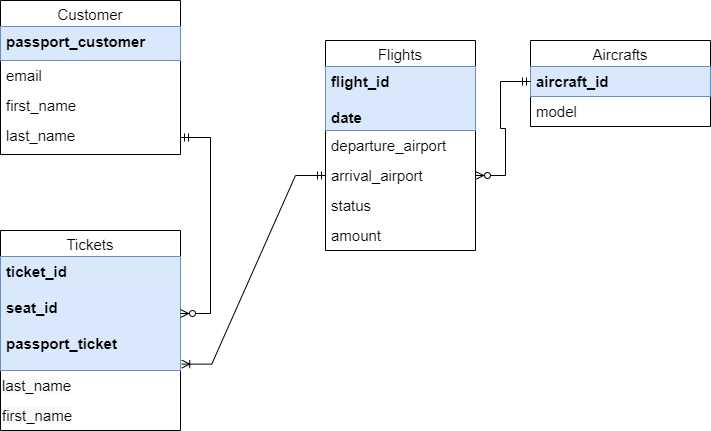 Customer
passport_customer
email
first_name
last_name
Tickets
ticket_id
seat_id
passport_ticket
last_name
first_name
Flights
flight_id
date
departure_airport
arrival_airport
status
amount
Aircrafts
aircraft_id
model